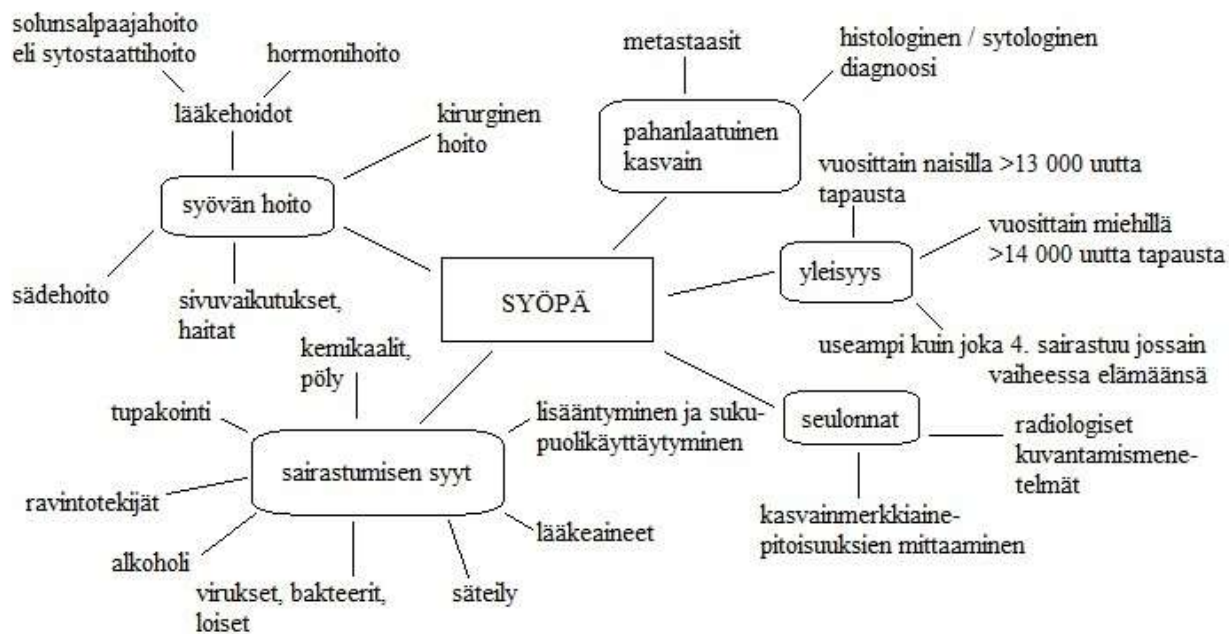 solunsalpaajahoito
eli sytostaattihoito
hormonihoito
lääkehoidot
kirurginen
hoito
syövän hoito
sädehoito
sivuvaikutukset,
haitat
metastaasit
histologinen / sytologinen
diagnoosi
pahanlaatuinen
kasvain
vuosittain naisilla >13 000 uutta
tapausta
vuosittain miehillä
>14 000 uutta tapausta
yleisyys
useampi kuin joka 4. sairastuu jossain
vaiheessa elämäänsä
SYÖPÄ
seulonnat
radiologiset
kuvantamismene-
telmät
kasvainmerkkiaine-
pitoisuuksien mittaaminen
kemikaalit,
pöly
tupakointi
lisääntyminen ja suku-
puolikäyttäytyminen
sairastumisen syyt
ravintotekijät
lääkeaineet
alkoholi
virukset, bakteerit,
loiset
säteily